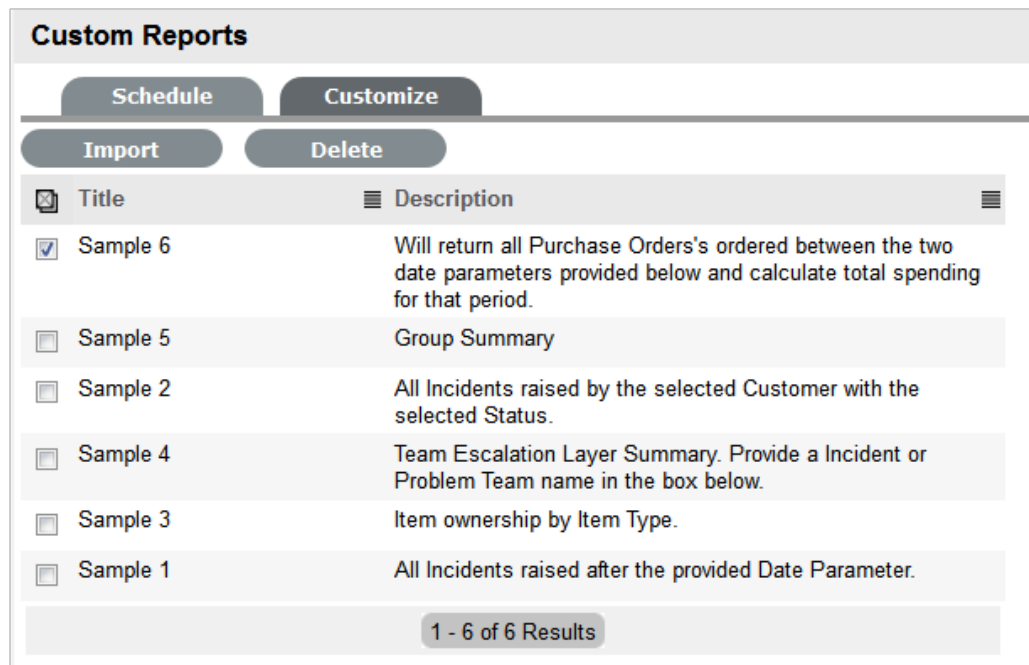 Custom Reports
Schedule Customize
Import Delete
Title Description
Sample 6 Will return all Purchase Orders's ordered between the two
date parameters provided below and calculate total spending
for that period.
Sample 5 Group Summary
Sample 2 All Incidents raised by the selected Customer with the
selected Status.
Sample 4 Team Escalation Layer Summary. Provide a Incident or
Problem Team name in the box below.
Sample 3 Item ownership by Item Type.
Sample 1 All Incidents raised after the provided Date Parameter.
1 - 6 of 6 Results